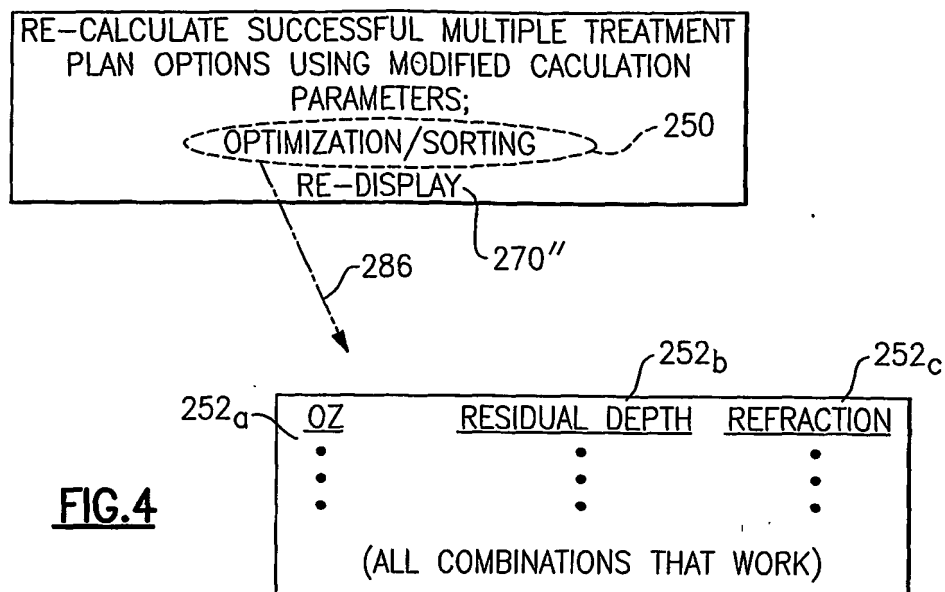 RE-CALCULATE SUCCESSFUL MULTIPLE TREATMENT
PLAN OPTIONS USING MODIFIED CACULATION
PARAMETERS;
OPTIMIZATION/SORTING
250
RE-DISPLAY
270"
286
252a
OZ
252b
RESIDUAL DEPTH
252c
REFRACTION
(ALL COMBINATIONS THAT WORK)
FIG.4